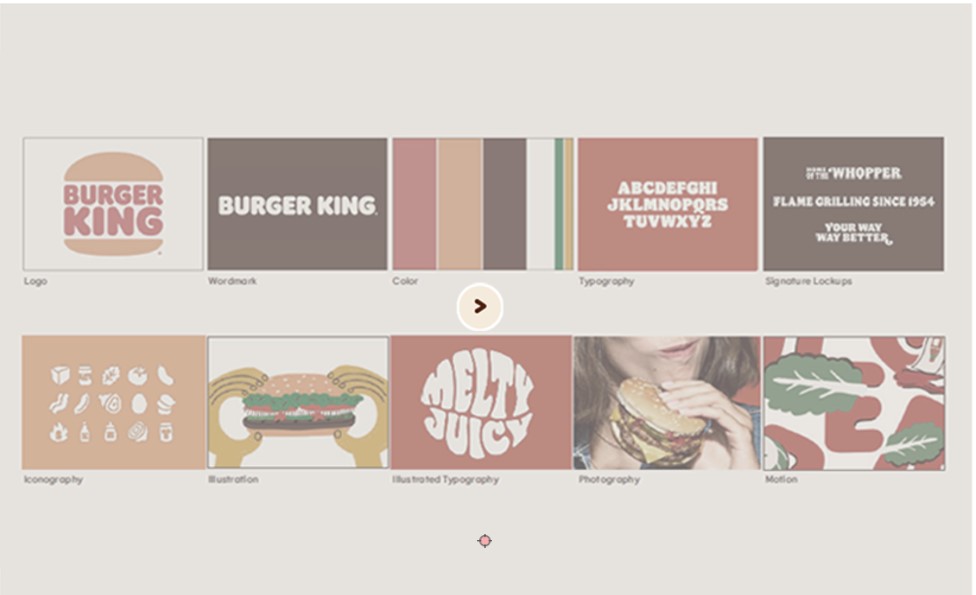 BURGER
KING
BURGER KING
ABCDEFGHI
JKLMNOPQRS
TUVWXYZ
HOME OF THE WHOPPER
FLAME GRILLING SINCE 1954
YOUR WAY
WAY BETTER
Logo
Wordmark
Color
Typography
Signature Lockups
MELTY
JUICY
Iconography
Illustration
Illustrated Typography
Photography
Motion